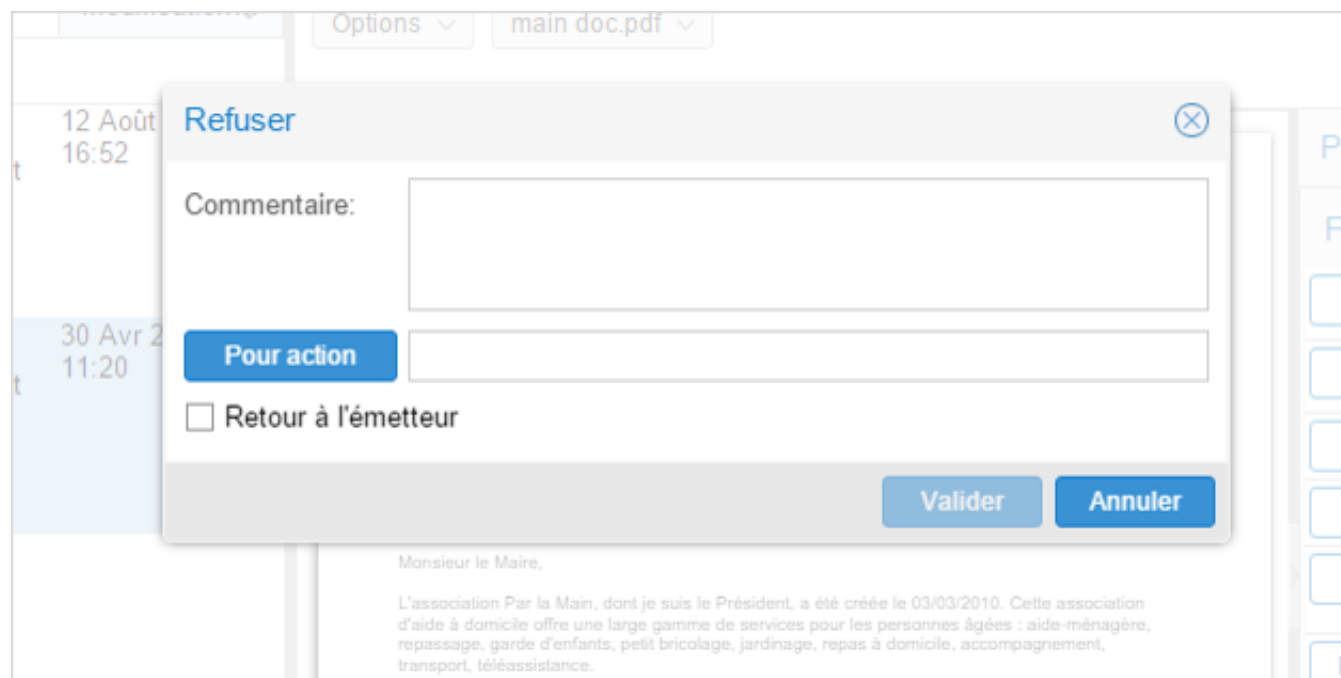 Options
main doc.pdf
12 Août
16:52
t
Refuser
P
Commentaire:
F
30 Avr 2
11:20
t
Pour action
Retour à l'émetteur
Valider
Annuler
Monsieur le Maire,
L'association Par la Main, dont je suis le Président, a été créée le 03/03/2010. Cette association
d'aide à domicile offre une large gamme de services pour les personnes âgées : aide-ménagère,
repassage, garde d'enfants, petit bricolage, jardinage, repas à domicile, accompagnement,
transport, téléassistance.